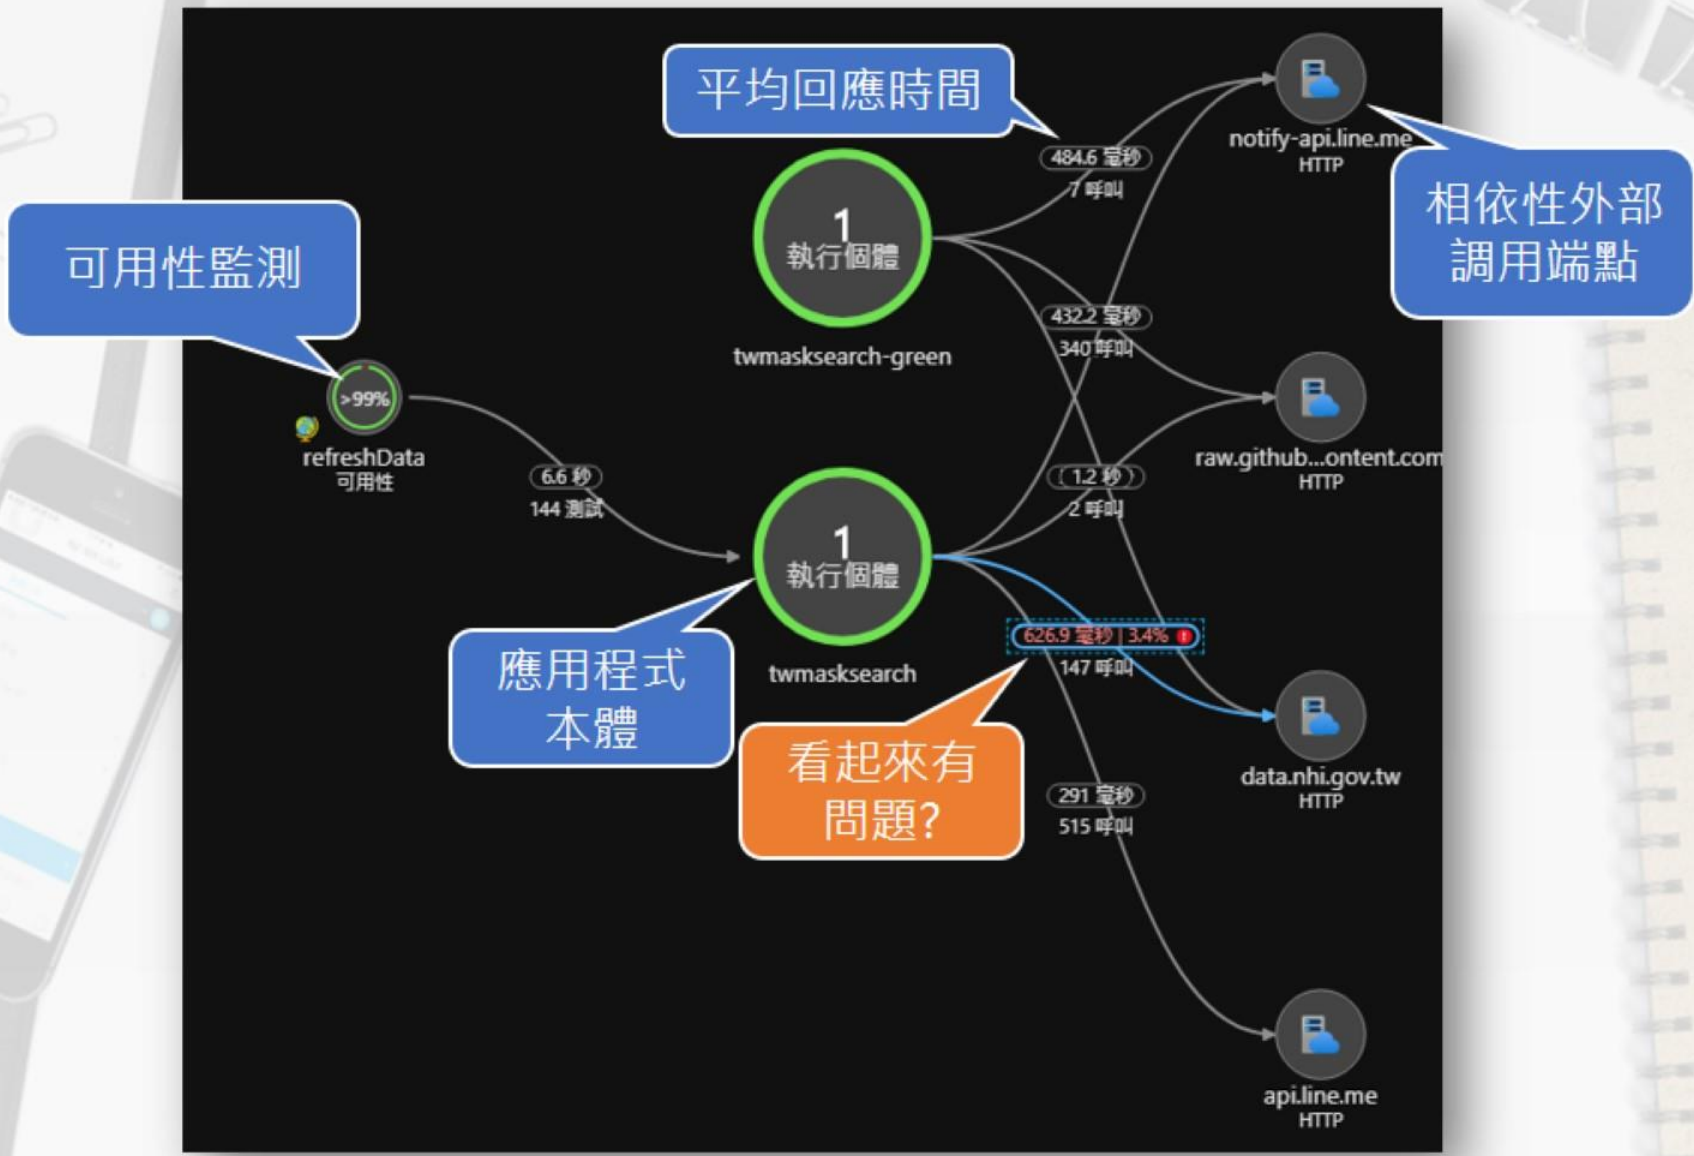 平均回應時間
484.6 毫秒
7 呼叫
notify-api.line.me
HTTP
相依性外部
調用端點
1
執行個體
twmasksearch-green
可用性監測
>99%
refreshData
可用性
6.6 秒
144 測試
432.2 毫秒
340 呼叫
raw.github...ontent.com
HTTP
1.2 秒
2 呼叫
1
執行個體
twmasksearch
應用程式
本體
626.9 毫秒 | 3.4%
147 呼叫
看起來有
問題?
data.nhi.gov.tw
HTTP
291 毫秒
515 呼叫
api.line.me
HTTP